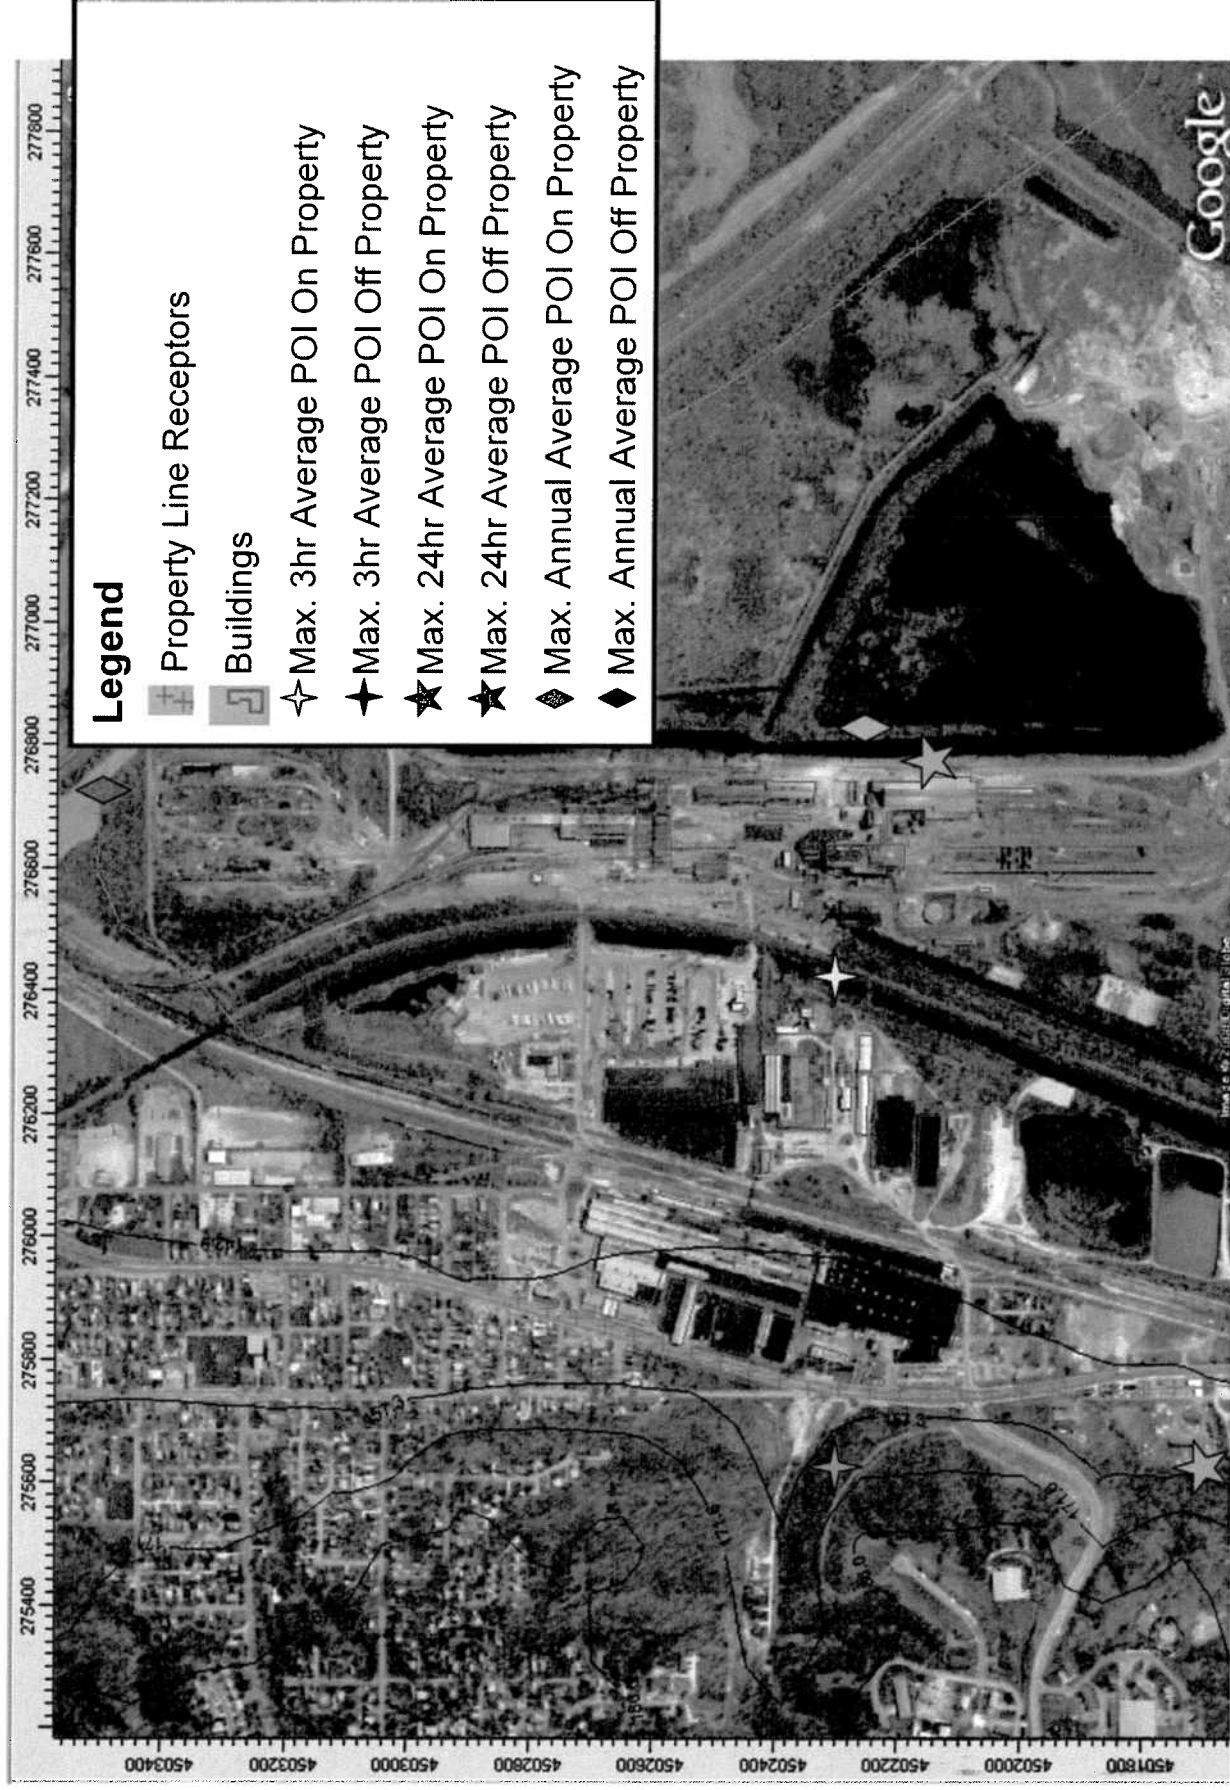 Legend
Property Line Receptors
Buildings
Max. 3hr Average POI On Property
Max. 3hr Average POI Off Property
Max. 24hr Average POI On Property
Max. 24hr Average POI Off Property
Max. Annual Average POI On Property
Max. Annual Average POI Off Property
275400 275600 275800 276000 276200 276400 276600 276800 277000 277200 277400 277600 277800
4503400 4503200 4503000 4502800 4502600 4502400 4502200 4502000 4501800
171.8
Google